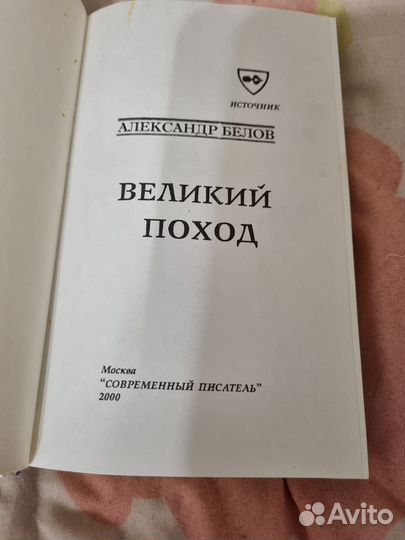 ИСТОЧНИК
АЛЕКСАНДР БЕЛОВ
ВЕЛИКИЙ
ПОХОД
Москва
"СОВРЕМЕННЫЙ ПИСАТЕЛЬ"
2000
Avito